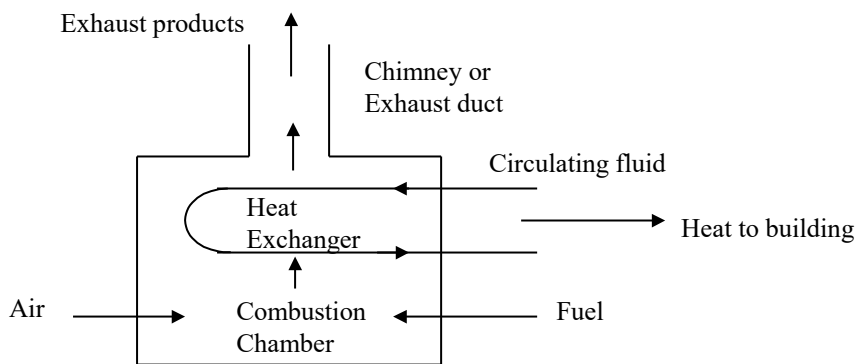 Exhaust products
Chimney or
Exhaust duct
Circulating fluid
Heat
Exchanger
Heat to building
Air
Combustion
Chamber
Fuel